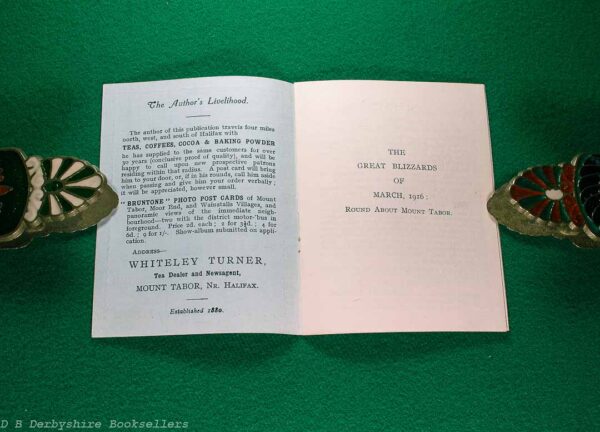 The Author's Livelihood.
The author of this publication travels four miles
north, west, and south of Halifax with
TEAS, COFFEES, COCOA & BAKING POWDER
he has supplied to the same customers for over
30 years (conclusive proof of quality), and will be
happy to call upon new prospective patrons
residing within that radius. A post card will bring
him to your door, or, if in his rounds, call him aside
when passing and give him your order verbally;
it will be appreciated, however small.
"BRUNTONE" PHOTO POST CARDS of Mount
Tabor, Moor End, and Wainstalls Villages, and
panoramic views of the immediate neigh-
bourhood—two with the district motor-'bus in
foreground. Price 2d. each; 2 for 3½d.; 4 for
6d.; 9 for 1/-. Show-album submitted on appli-
cation.
Address—
WHITELEY TURNER,
Tea Dealer and Newsagent,
MOUNT TABOR, Nr. HALIFAX.
Established 1880.
THE
GREAT BLIZZARDS
OF
MARCH, 1916:
ROUND ABOUT MOUNT TABOR.
D B Derbyshire Booksellers